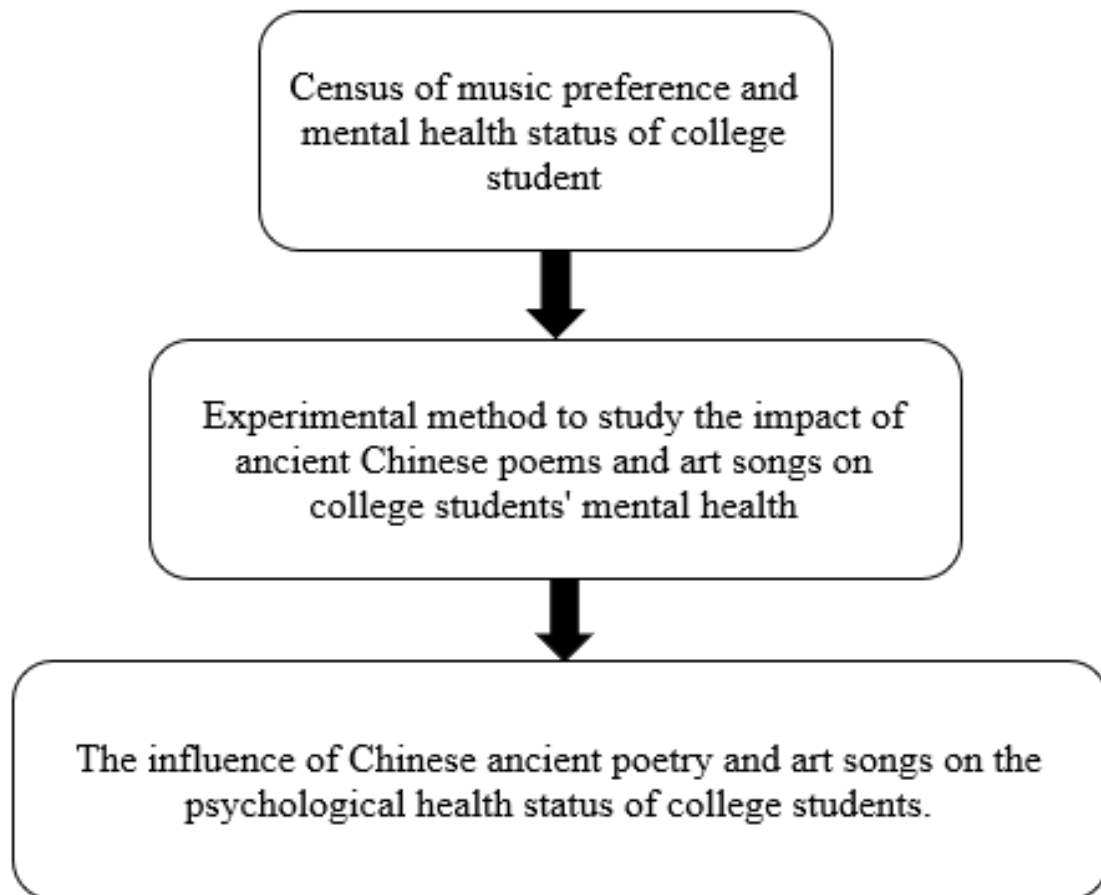 Census of music preference and
mental health status of college
student
Experimental method to study the impact of
ancient Chinese poems and art songs on
college students' mental health
The influence of Chinese ancient poetry and art songs on the
psychological health status of college students.